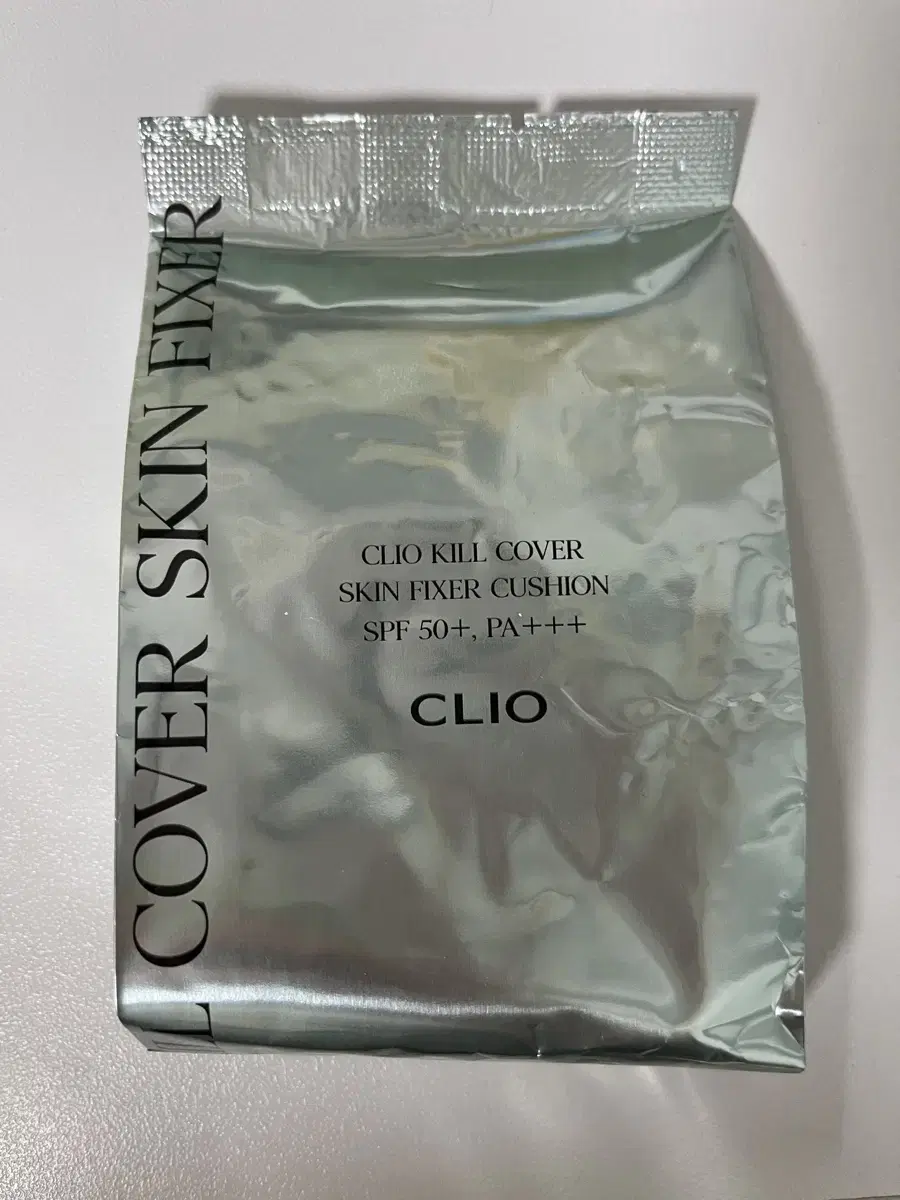 COVER SKIN FIXER
CLIO KILL COVER
SKIN FIXER CUSHION
SPF 50+, PA+++
CLIO